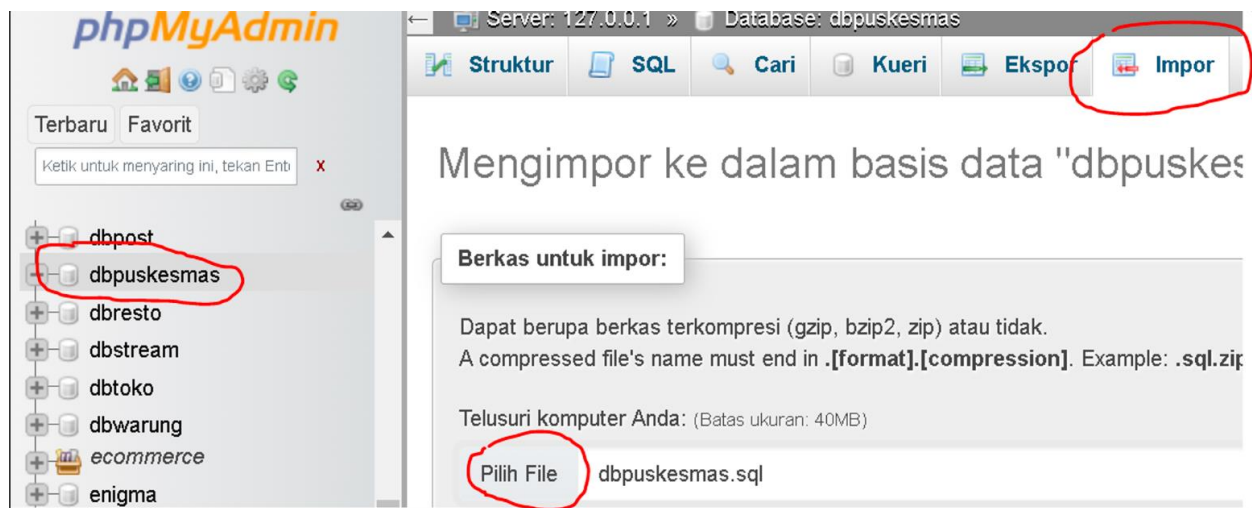 phpMyAdmin
Terbaru Favorit
Ketik untuk menyaring ini, tekan Ent
X
dbpost
dbpuskesmas
dbresto
dbstream
dbtoko
dbwarung
ecommerce
enigma
Server: 127.0.0.1 » Database: dbpuskesmas
Struktur SQL Cari Kueri Ekspor Impor
Mengimpor ke dalam basis data "dbpuskes
Berkas untuk impor:
Dapat berupa berkas terkompresi (gzip, bzip2, zip) atau tidak.
A compressed file's name must end in .[format].[compression]. Example: .sql.zip
Telusuri komputer Anda: (Batas ukuran: 40MB)
Pilih File dbpuskesmas.sql